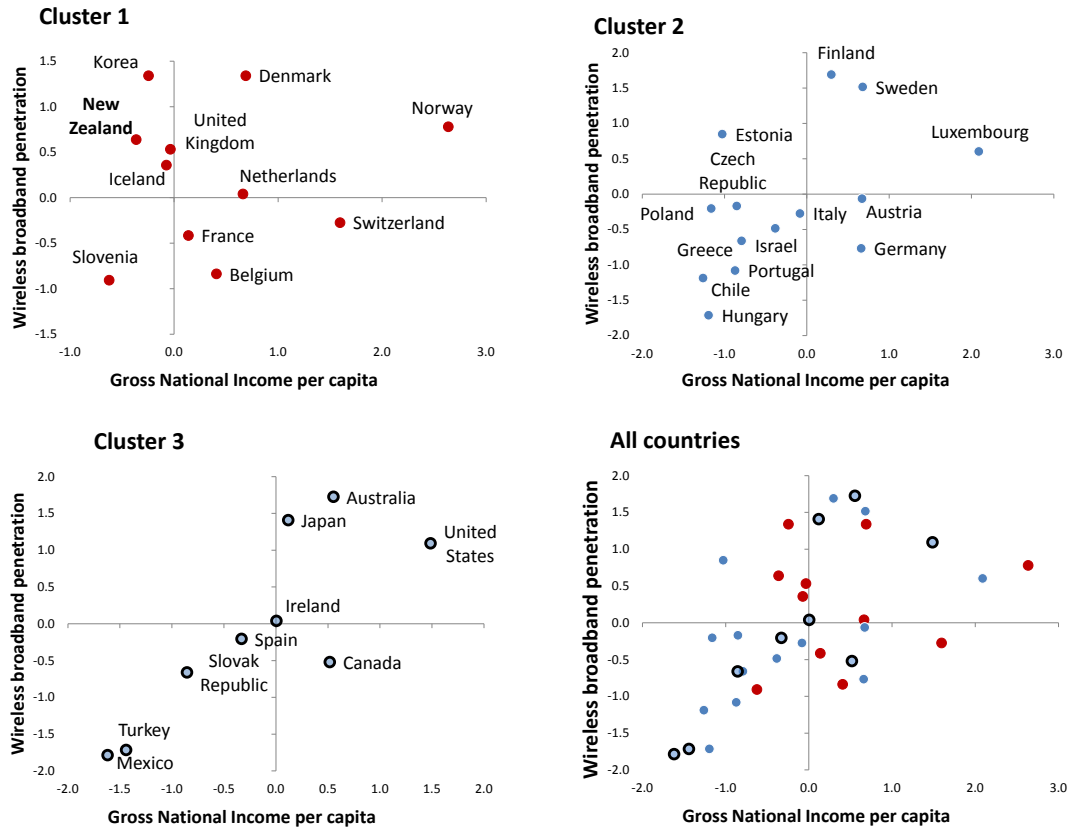 Cluster 1
Wireless broadband penetration
1.5
1.0
0.5
0.0
-0.5
-1.0
-1.5
-1.0
0.0
1.0
2.0
3.0
Korea
Denmark
Norway
New
Zealand
United
Kingdom
Iceland
Netherlands
Switzerland
France
Slovenia
Belgium
Gross National Income per capita
Cluster 2
Wireless broadband penetration
2.0
1.5
1.0
0.5
0.0
-0.5
-1.0
-1.5
-2.0
-2.0
-1.0
0.0
1.0
2.0
3.0
Finland
Sweden
Luxembourg
Estonia
Czech
Republic
Poland
Italy
Austria
Greece
Israel
Germany
Portugal
Chile
Hungary
Gross National Income per capita
Cluster 3
Wireless broadband penetration
2.0
1.5
1.0
0.5
0.0
-0.5
-1.0
-1.5
-2.0
-2.0
-1.5
-1.0
-0.5
0.0
0.5
1.0
1.5
2.0
Australia
Japan
United
States
Ireland
Spain
Slovak
Republic
Canada
Turkey
Mexico
Gross National Income per capita
All countries
Wireless broadband penetration
2.0
1.5
1.0
0.5
0.0
-0.5
-1.0
-1.5
-2.0
-2.0
-1.0
0.0
1.0
2.0
3.0
Gross National Income per capita